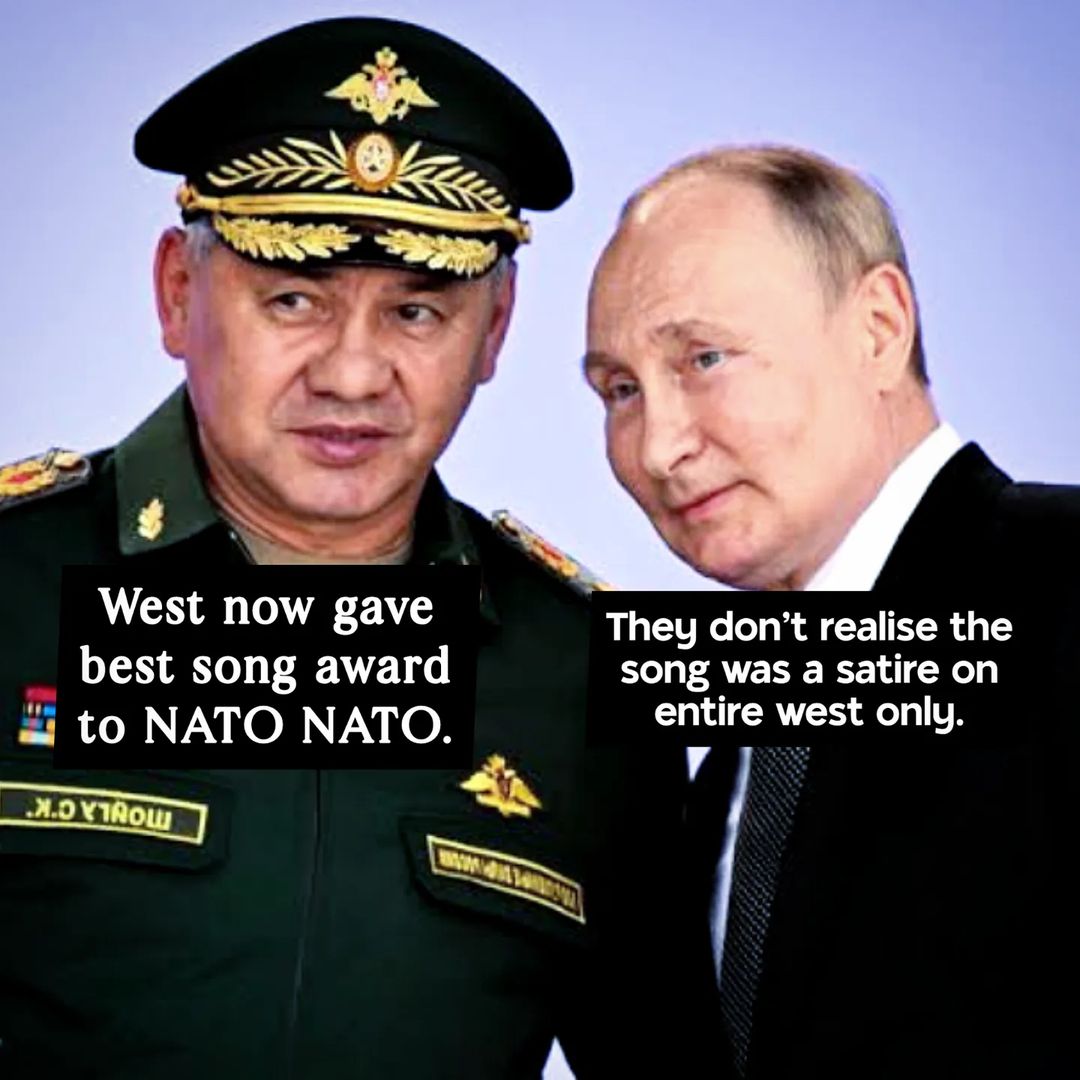 West now gave
best song award
to NATO NATO.
They don't realise the
song was a satire on
entire west only.
ШОЙГУ С.К.